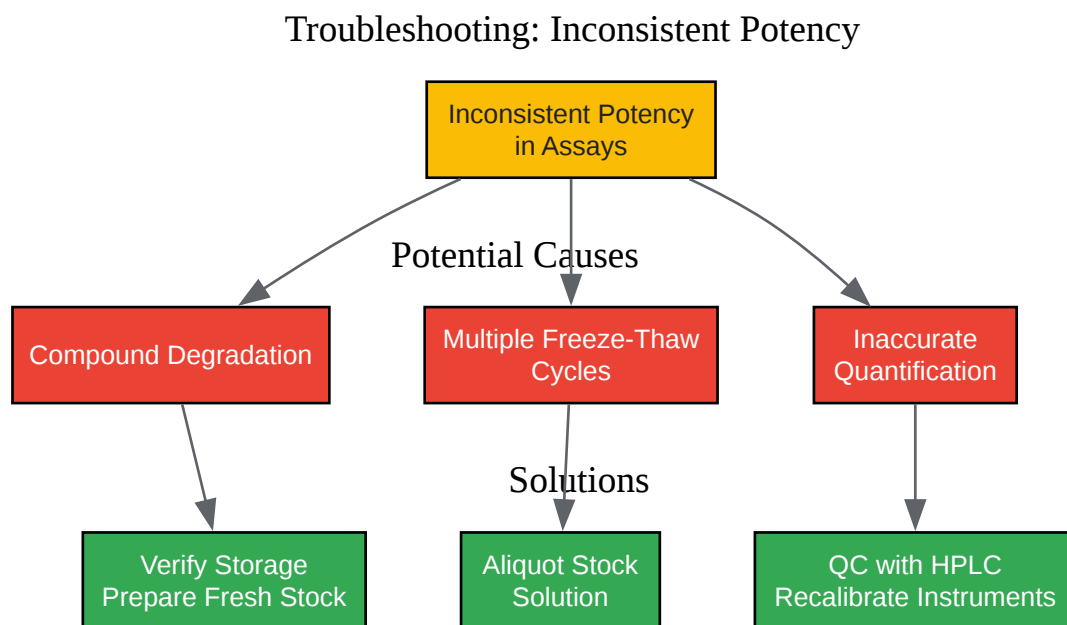 Troubleshooting: Inconsistent Potency
Inconsistent Potency
in Assays
Potential Causes
Compound Degradation
Multiple Freeze-Thaw
Cycles
Inaccurate
Quantification
Solutions
Verify Storage
Prepare Fresh Stock
Aliquot Stock
Solution
QC with HPLC
Recalibrate Instruments